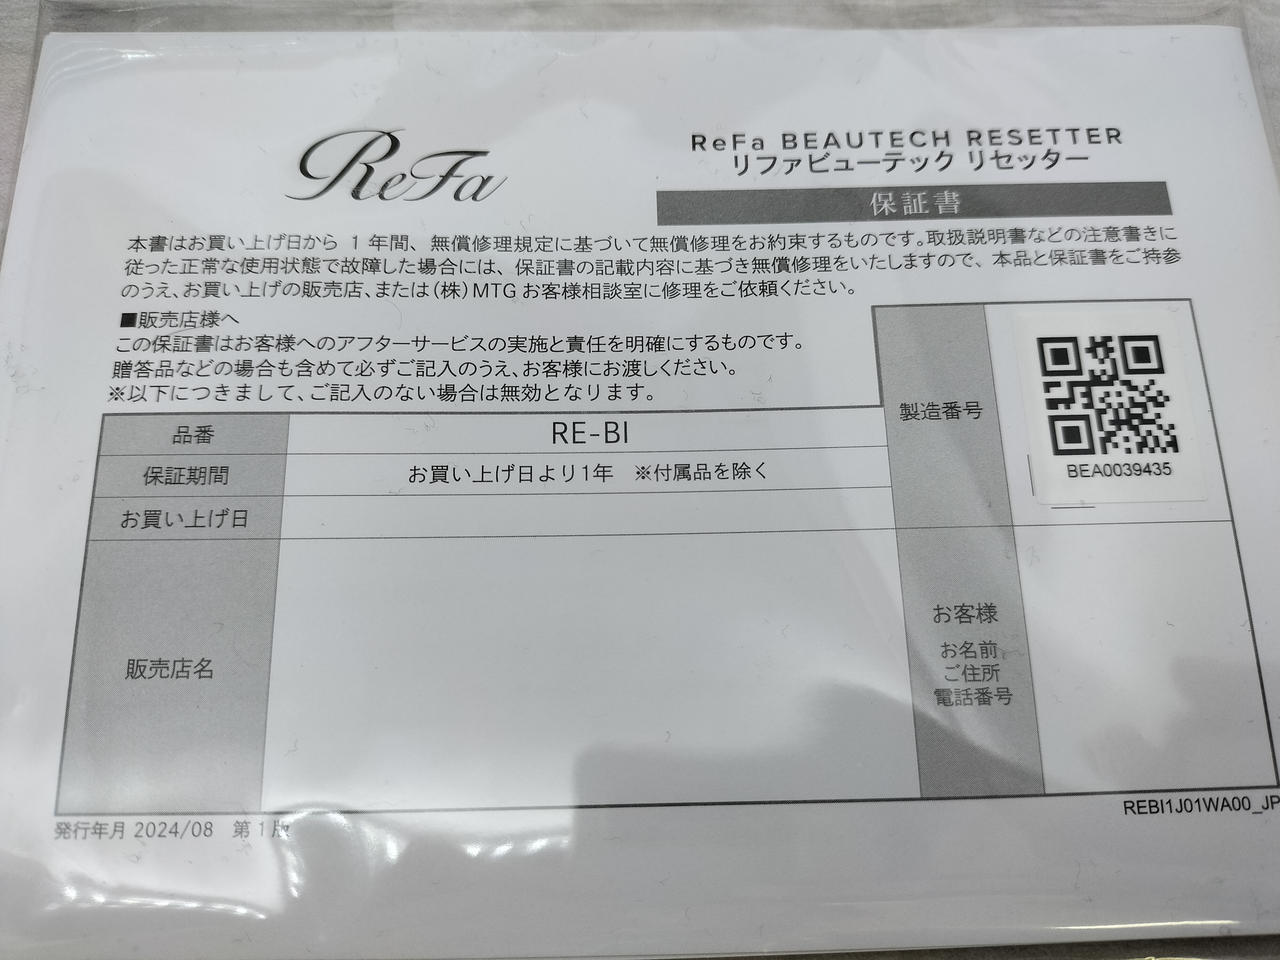 ReFa
ReFa BEAUTECH RESETTER
リファビューテック リセッター
保証書
本書はお買い上げ日から 1 年間、無償修理規定に基づいて無償修理をお約束するものです。取扱説明書などの注意書きに
従った正常な使用状態で故障した場合には、保証書の記載内容に基づき無償修理をいたしますので、本品と保証書をご持参
のうえ、お買い上げの販売店、または(株)MTGお客様相談室に修理をご依頼ください。
■販売店様へ
この保証書はお客様へのアフターサービスの実施と責任を明確にするものです。
贈答品などの場合も含めて必ずご記入のうえ、お客様にお渡しください。
※以下につきまして、ご記入のない場合は無効となります。
品番
RE-BI
保証期間
お買い上げ日より1年 ※付属品を除く
お買い上げ日
販売店名
製造番号
BEA0039435
お客様
お名前
ご住所
電話番号
発行年月 2024/08 第1版
REBI1J01WA00_JP